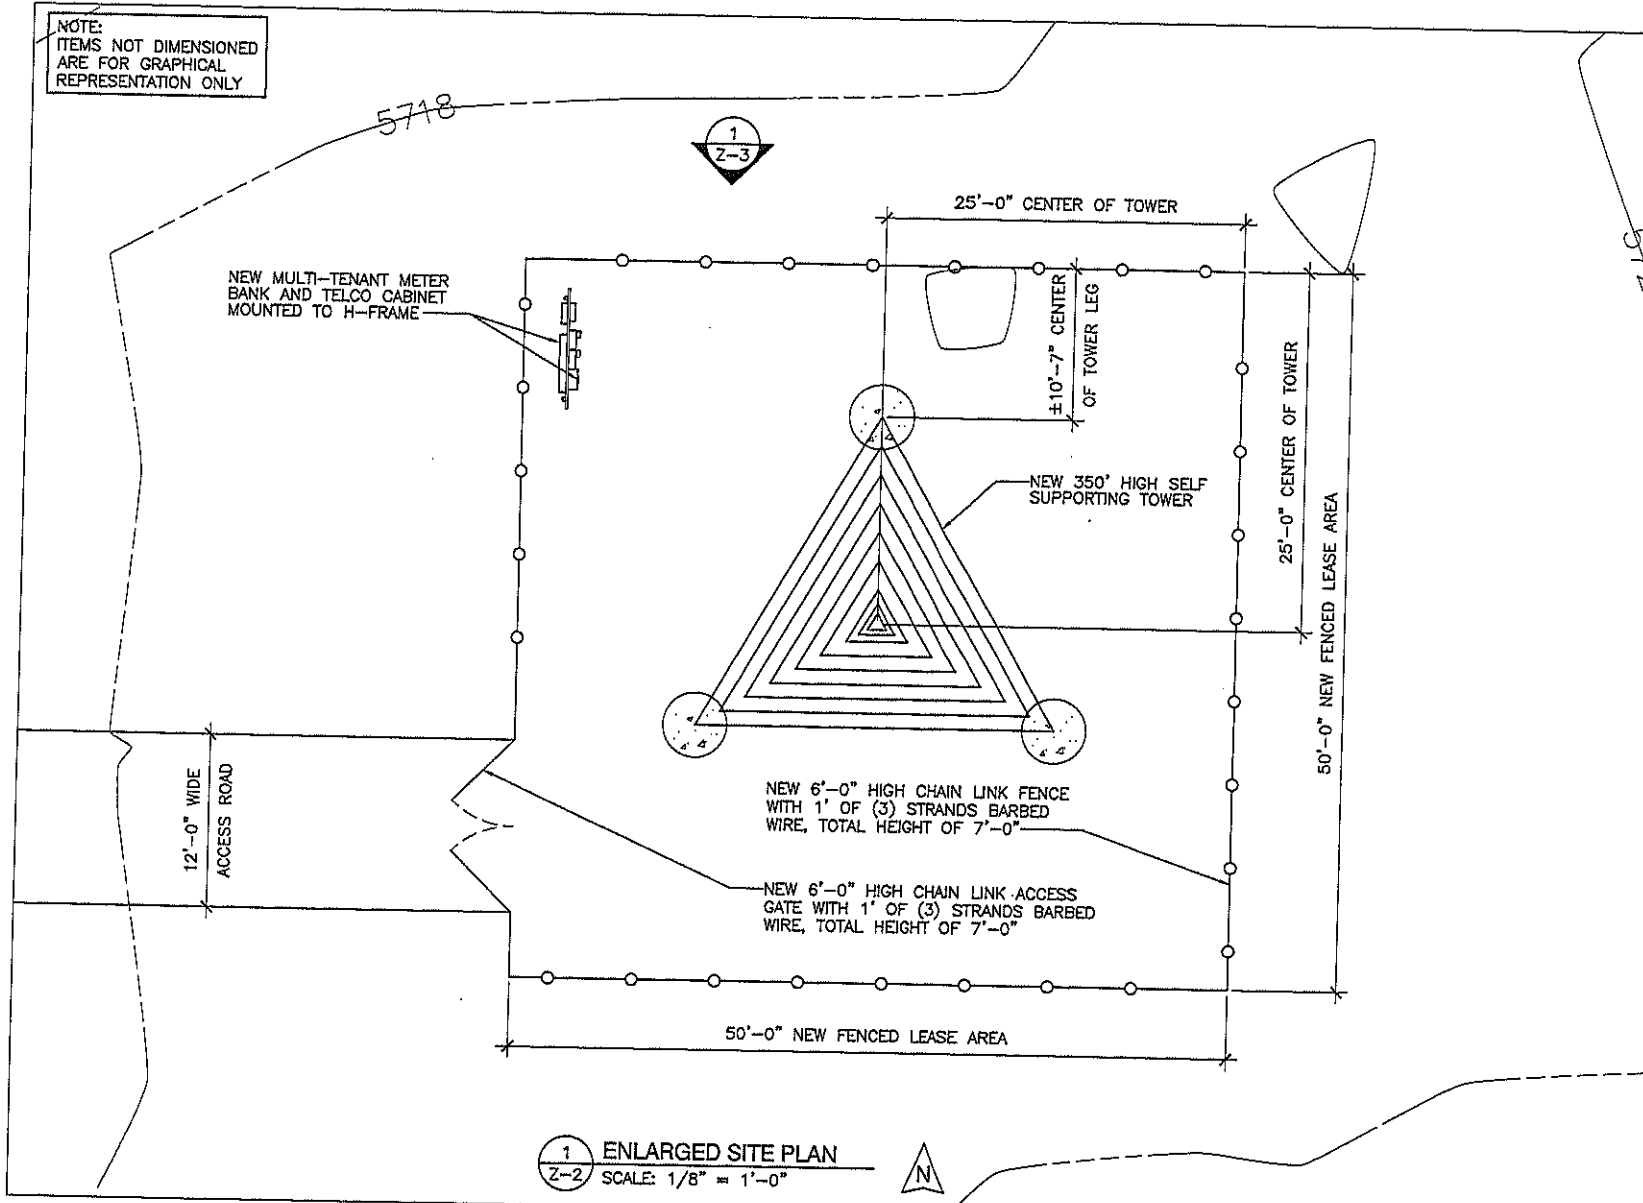 NOTE:
ITEMS NOT DIMENSIONED
ARE FOR GRAPHICAL
REPRESENTATION ONLY
5718
1
Z-3
25'-0" CENTER OF TOWER
NEW MULTI-TENANT METER
BANK AND TELCO CABINET
MOUNTED TO H-FRAME
±10'-7" CENTER
OF TOWER LEG
25'-0" CENTER OF TOWER
50'-0" NEW FENCED LEASE AREA
NEW 350' HIGH SELF
SUPPORTING TOWER
12'-0" WIDE
ACCESS ROAD
NEW 6'-0" HIGH CHAIN LINK FENCE
WITH 1' OF (3) STRANDS BARBED
WIRE, TOTAL HEIGHT OF 7'-0"
NEW 6'-0" HIGH CHAIN LINK ACCESS
GATE WITH 1' OF (3) STRANDS BARBED
WIRE, TOTAL HEIGHT OF 7'-0"
50'-0" NEW FENCED LEASE AREA
1
Z-2
ENLARGED SITE PLAN
SCALE: 1/8" = 1'-0"
N